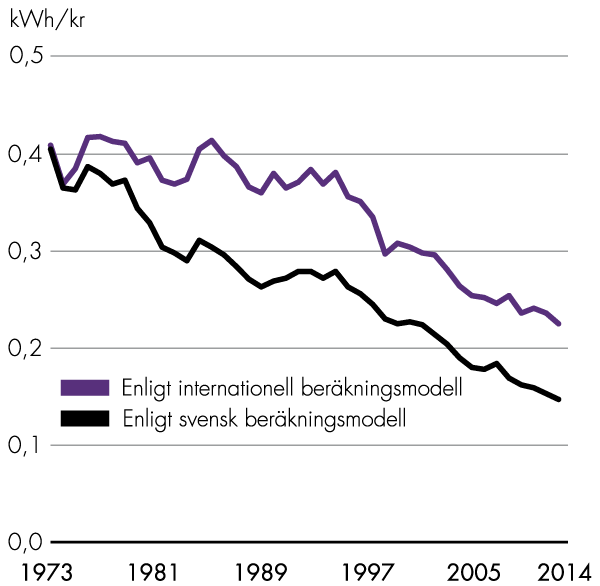 kWh/kr
0,5
0,4
0,3
0,2
Enligt internationell beräkningsmodell
Enligt svensk beräkningsmodell
0,1
0,0
1973 1981 1989 1997 2005 2014